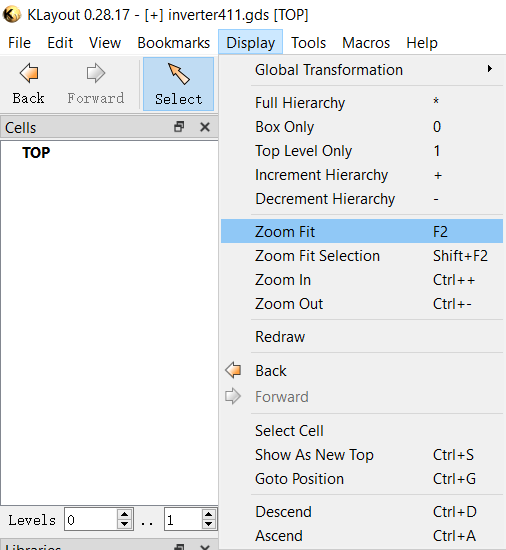 KLayout 0.28.17 - [+] inverter411.gds [TOP]
File Edit View Bookmarks Display Tools Macros Help
Back Forward Select
Cells
TOP
Levels 0 .. 1
Libraries
Global Transformation
Full Hierarchy *
Box Only 0
Top Level Only 1
Increment Hierarchy +
Decrement Hierarchy -
Zoom Fit F2
Zoom Fit Selection Shift+F2
Zoom In Ctrl++
Zoom Out Ctrl+-
Redraw
Back
Forward
Select Cell
Show As New Top Ctrl+S
Goto Position Ctrl+G
Descend Ctrl+D
Ascend Ctrl+A